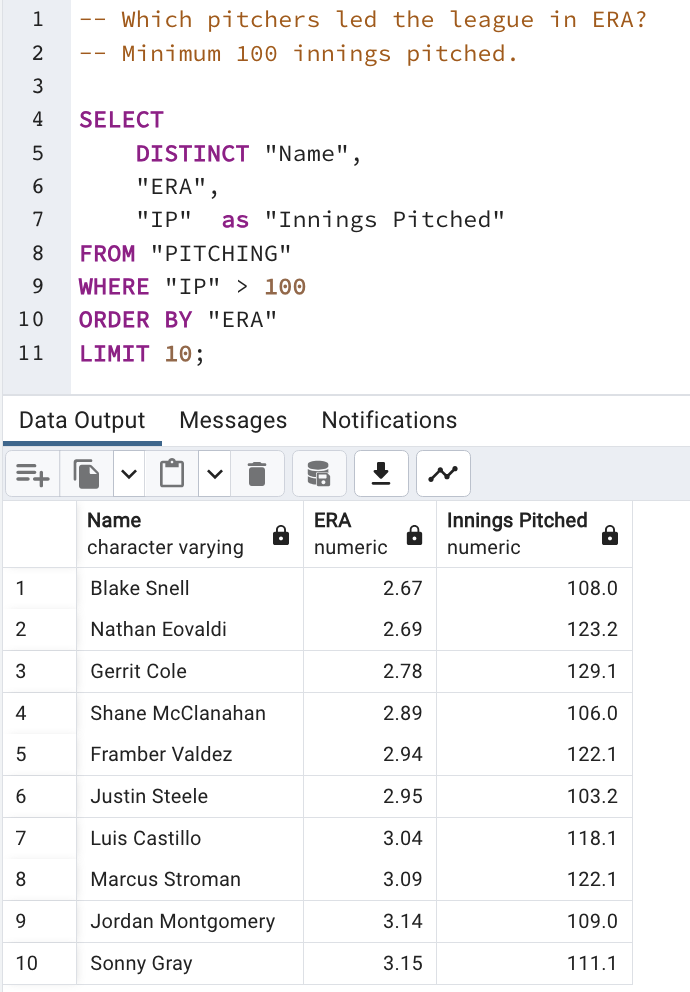 1 -- Which pitchers led the league in ERA?
2 -- Minimum 100 innings pitched.
3
4 SELECT
5 DISTINCT "Name",
6 "ERA",
7 "IP"  as "Innings Pitched"
8 FROM "PITCHING"
9 WHERE "IP" > 100
10 ORDER BY "ERA"
11 LIMIT 10;
Data Output Messages Notifications
Name ERA Innings Pitched
character varying numeric numeric
1 Blake Snell 2.67 108.0
2 Nathan Eovaldi 2.69 123.2
3 Gerrit Cole 2.78 129.1
4 Shane McClanahan 2.89 106.0
5 Framber Valdez 2.94 122.1
6 Justin Steele 2.95 103.2
7 Luis Castillo 3.04 118.1
8 Marcus Stroman 3.09 122.1
9 Jordan Montgomery 3.14 109.0
10 Sonny Gray 3.15 111.1